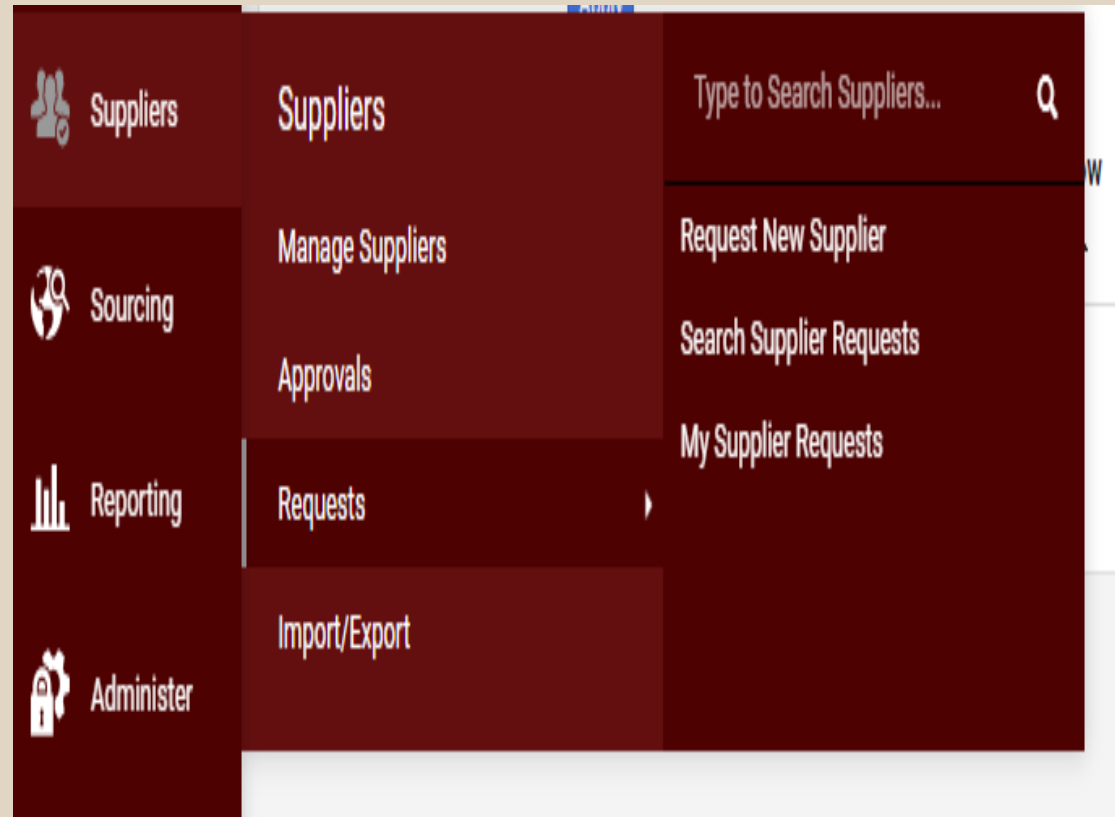 Suppliers
Sourcing
Reporting
Administer
Suppliers
Manage Suppliers
Approvals
Requests
Import/Export
Type to Search Suppliers...
Request New Supplier
Search Supplier Requests
My Supplier Requests